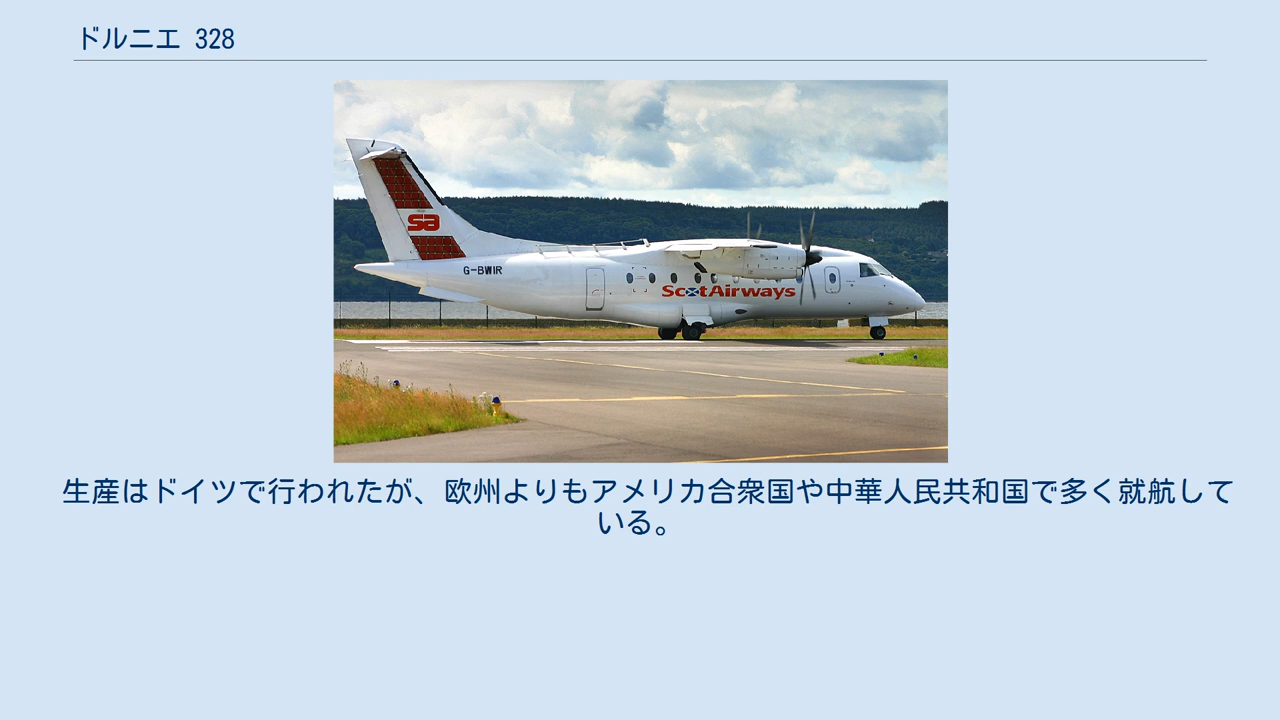 ドルニエ 328
Sa
G-BWIR
ScotAirways
生産はドイツで行われたが、欧州よりもアメリカ合衆国や中華人民共和国で多く就航して
いる。